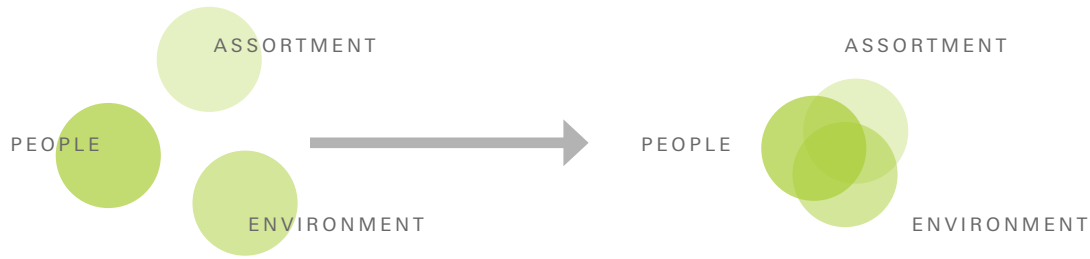 ASSORTMENT
PEOPLE
ENVIRONMENT
ASSORTMENT
PEOPLE
ENVIRONMENT